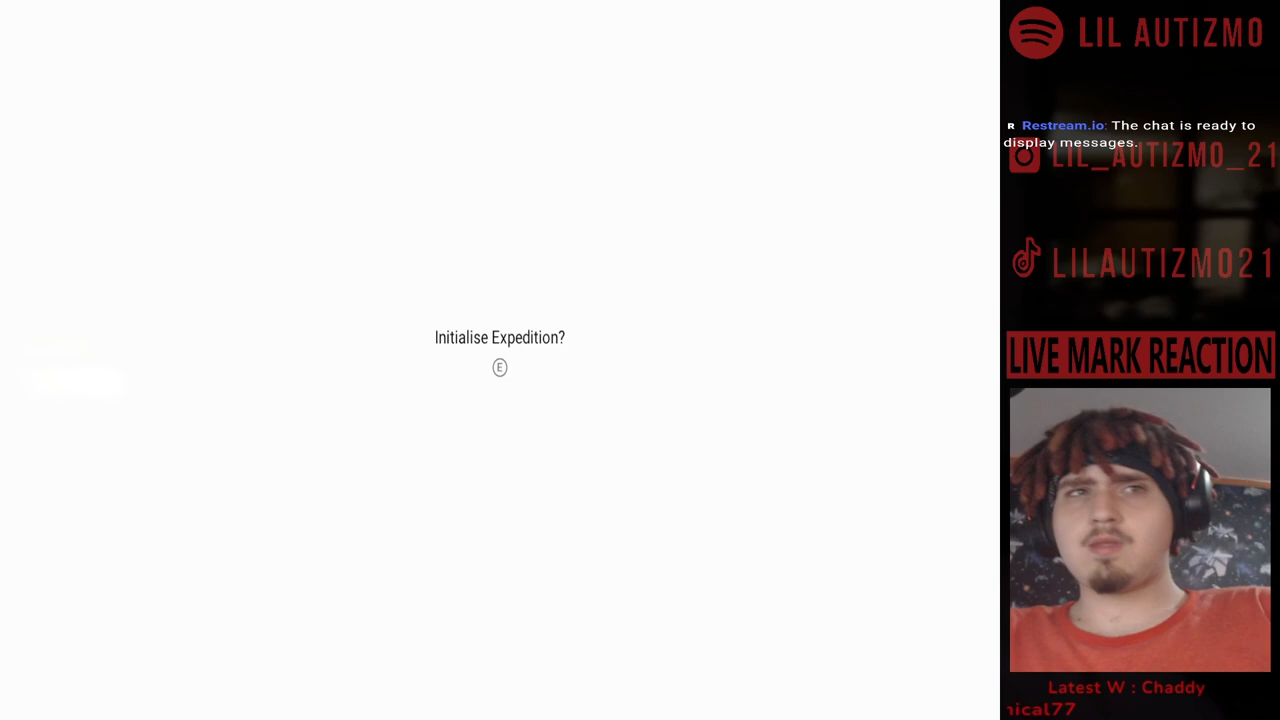 Initialise Expedition?
E
LIL AUTIZMO
R Restream.io: The chat is ready to
display messages.
LIL_AUTIZMO_21
LILAUTIZMO21
LIVE MARK REACTION
Latest W : Chaddy
nical77